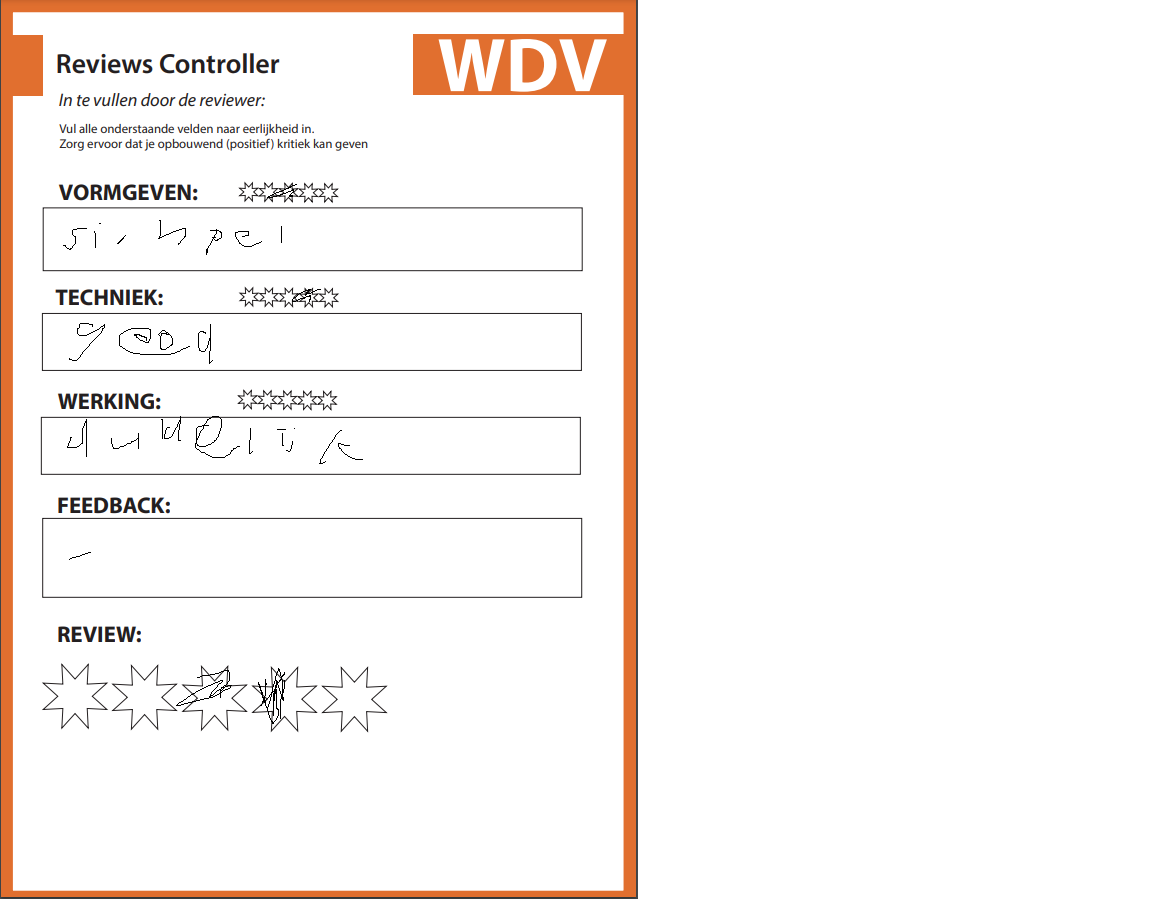 Reviews Controller
WDV
In te vullen door de reviewer:
Vul alle onderstaande velden naar eerlijkheid in.
Zorg ervoor dat je opbouwend (positief) kritiek kan geven
VORMGEVEN:
simpel
TECHNIEK:
goed
WERKING:
duidelijk
FEEDBACK:
–
REVIEW: